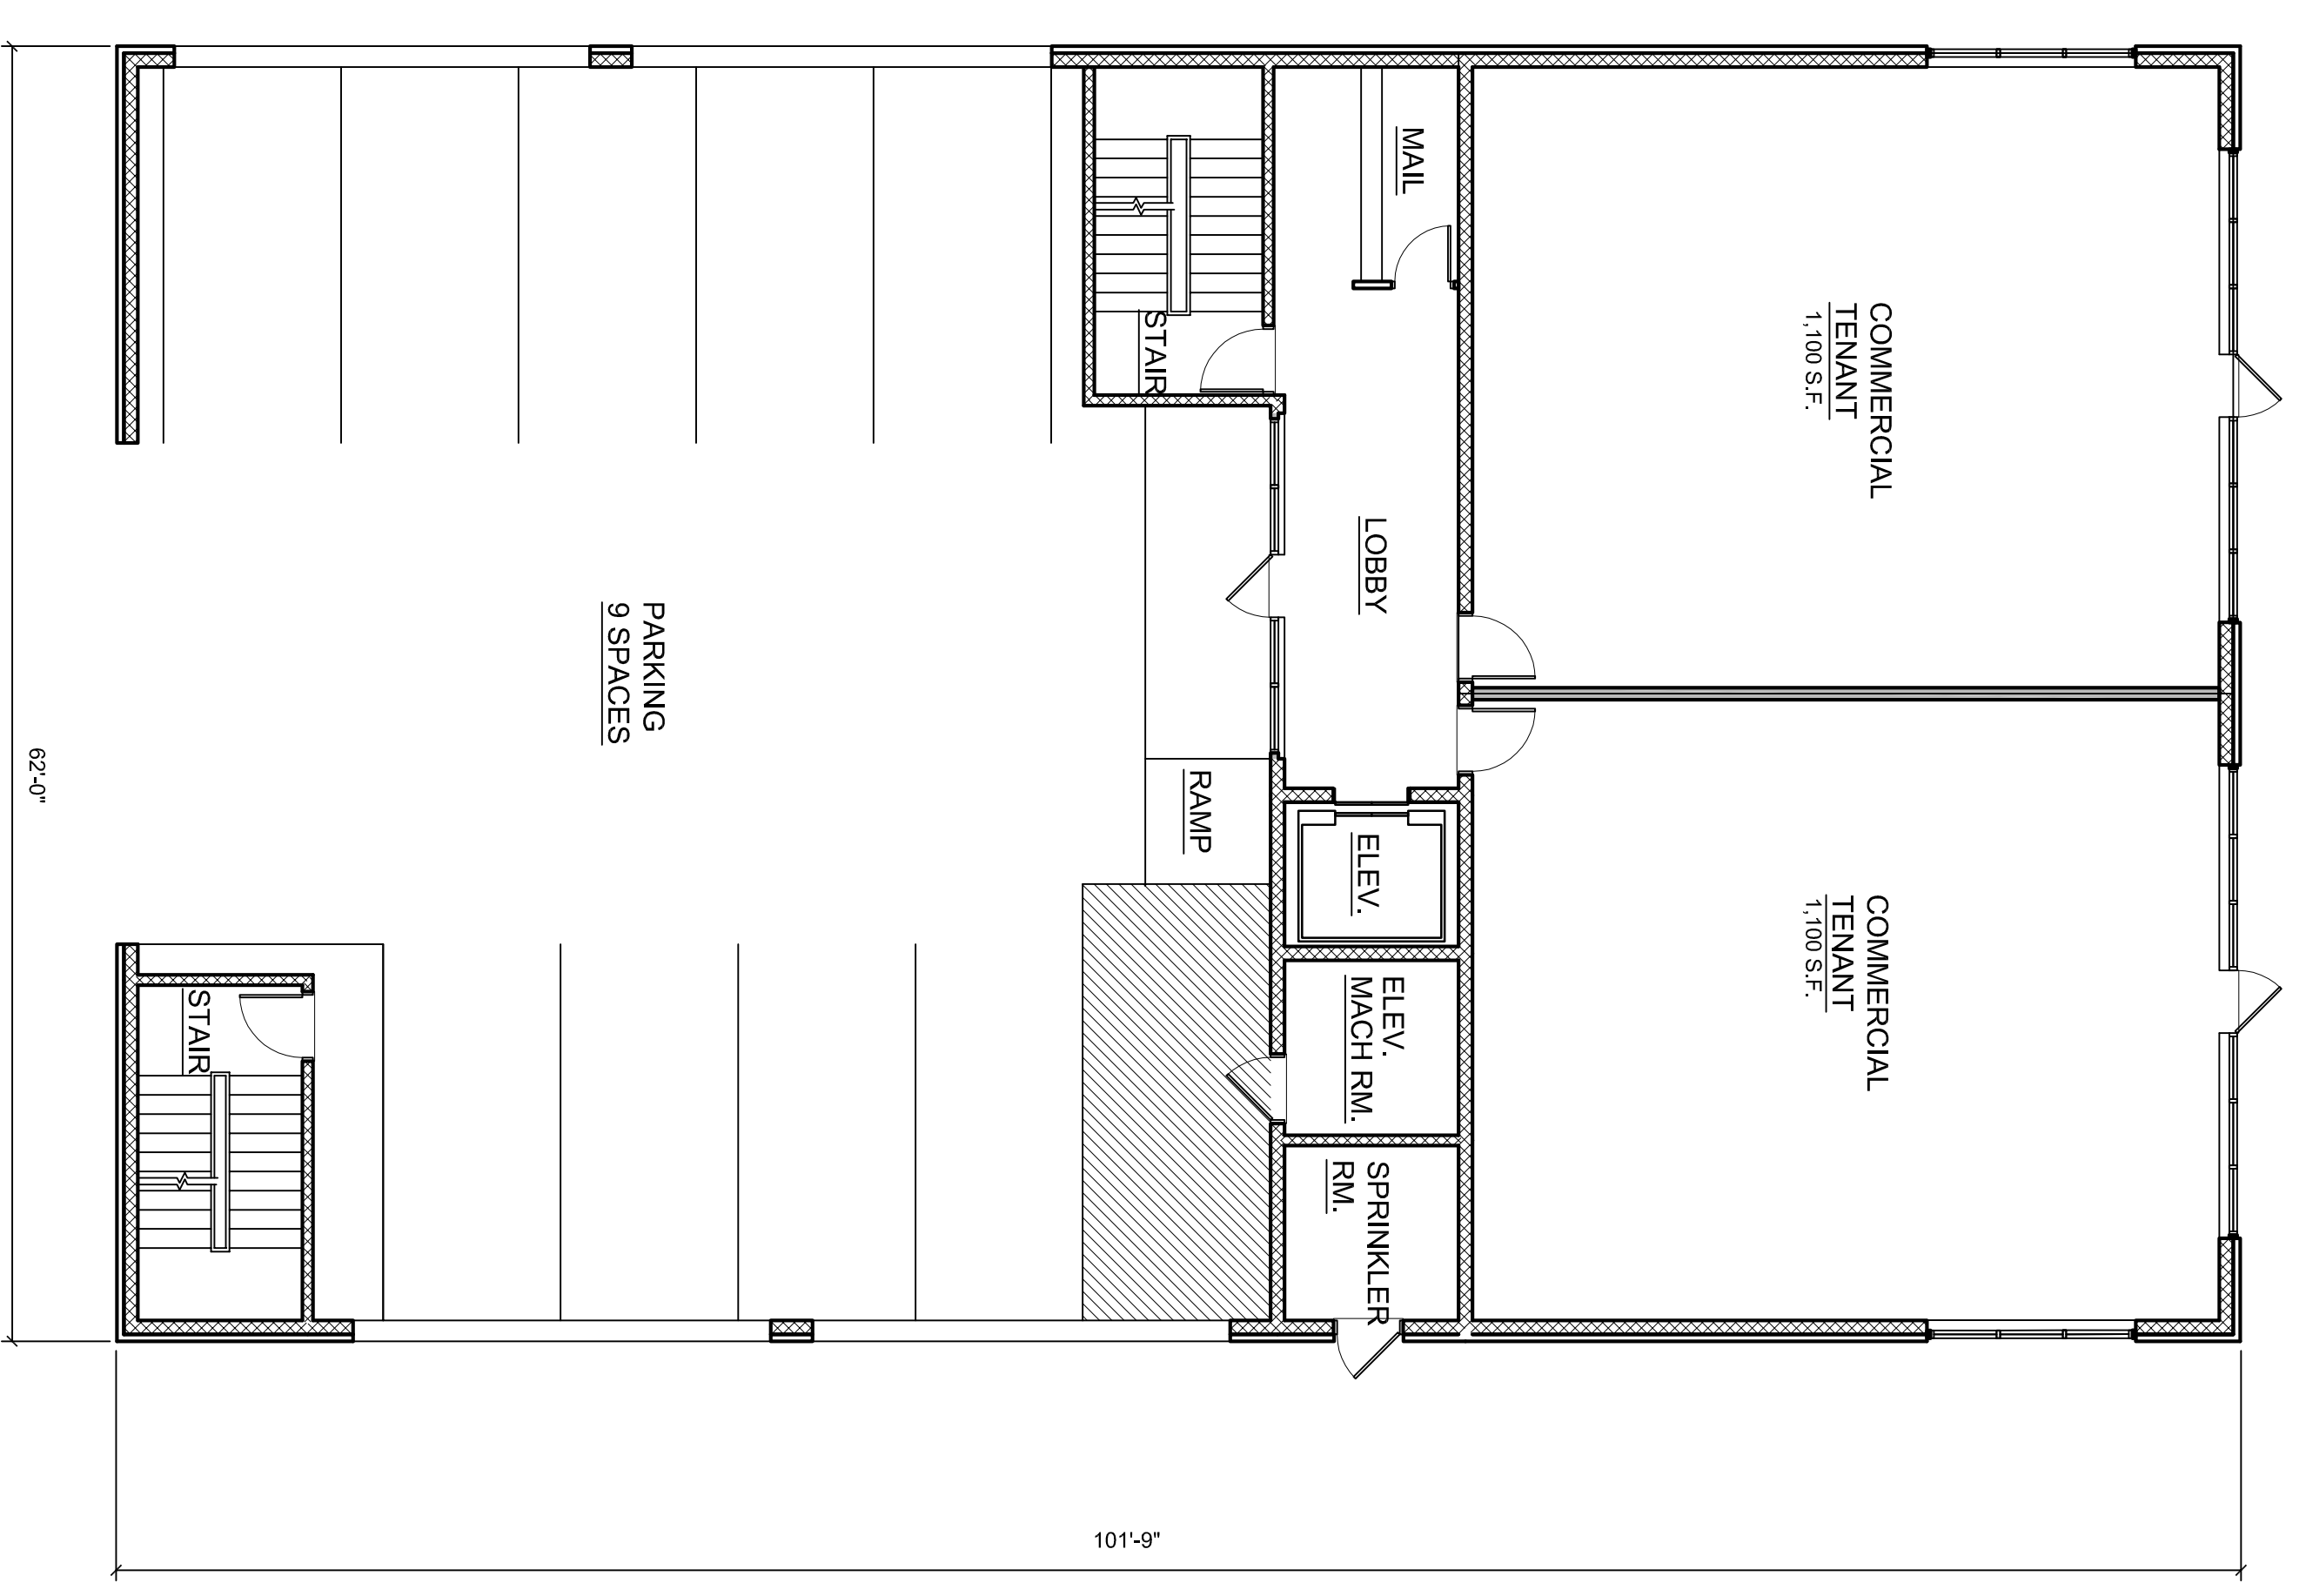 MAIL
STAIR
COMMERCIAL
TENANT
1,100 S.F.
LOBBY
PARKING
9 SPACES
62'-0"
RAMP
ELEV.
COMMERCIAL
TENANT
1,100 S.F.
ELEV.
MACH RM.
STAIR
SPRINKLER
RM.
101'-9"